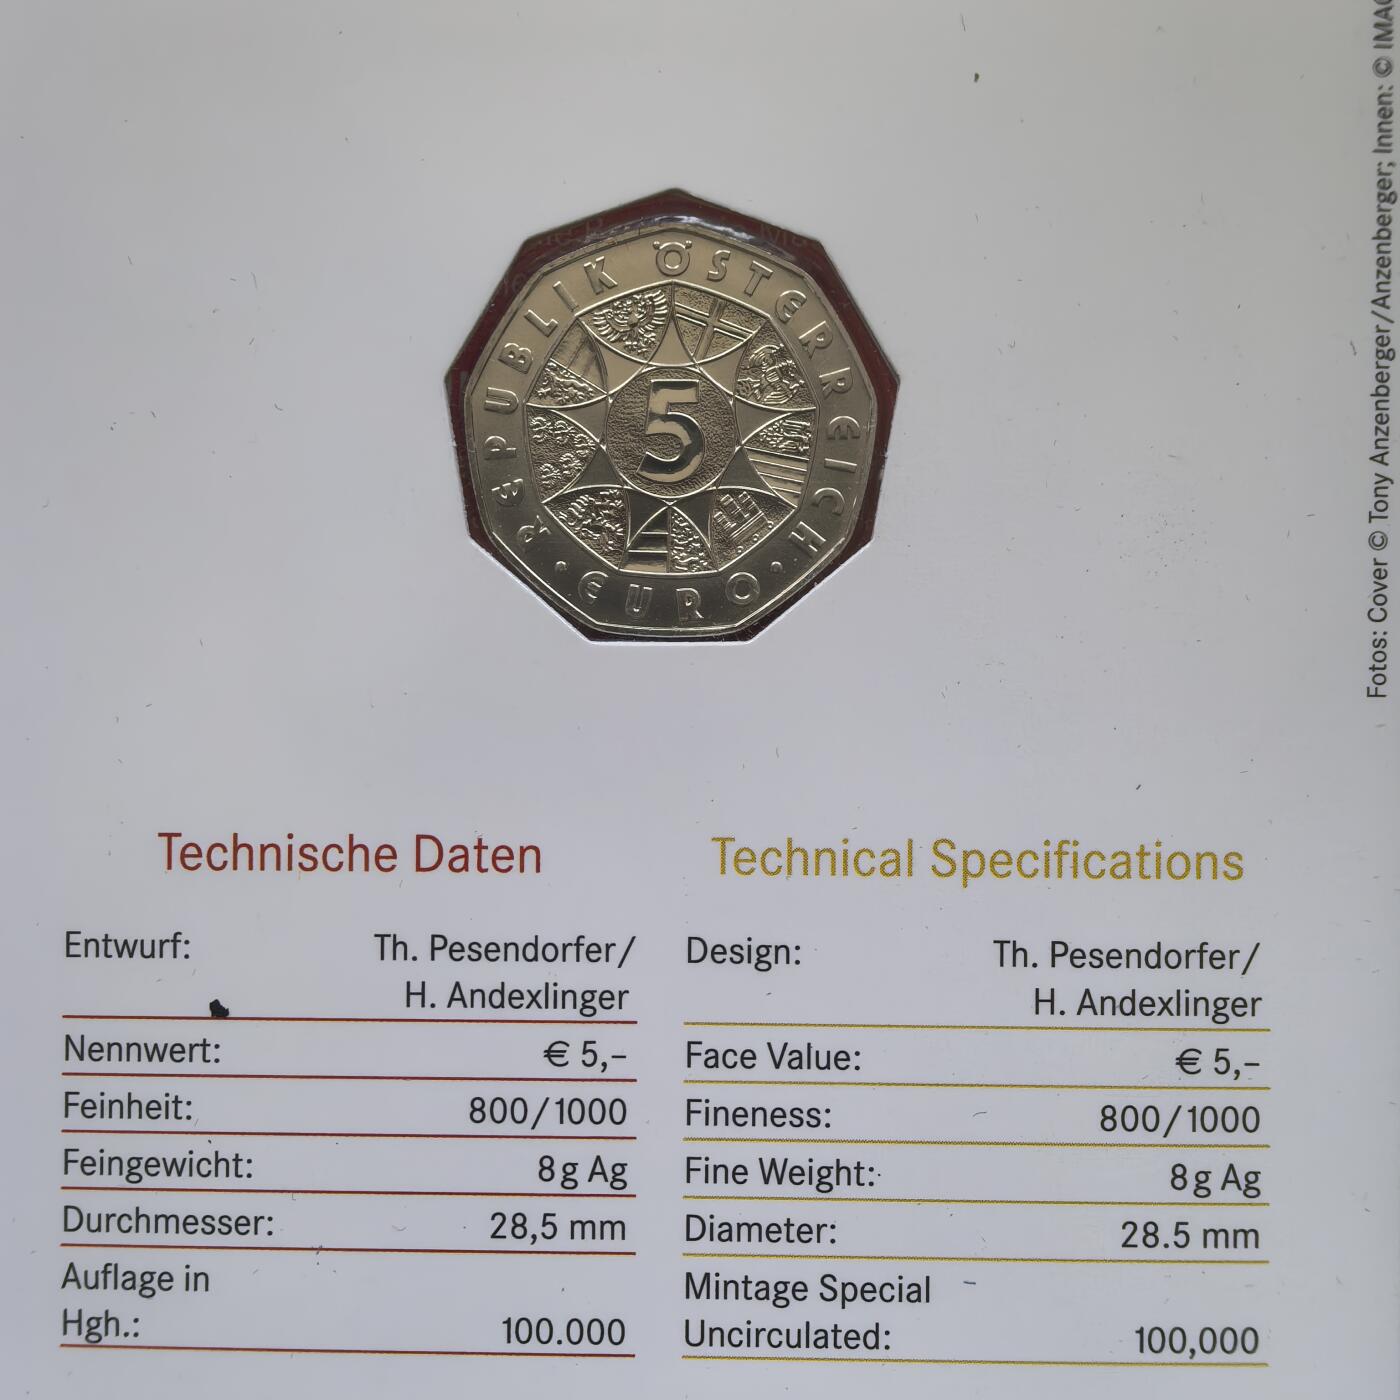 REPUBLIK ÖSTERREICH
5
• EURO •
Fotos: Cover © Tony Anzenberger/Anzenberger; Innen: © IMAG
Technische Daten
Entwurf: Th. Pesendorfer/
H. Andexlinger
Nennwert: € 5,–
Feinheit: 800/1000
Feingewicht: 8g Ag
Durchmesser: 28,5 mm
Auflage in
Hgh.: 100.000
Technical Specifications
Design: Th. Pesendorfer/
H. Andexlinger
Face Value: € 5,–
Fineness: 800/1000
Fine Weight: 8g Ag
Diameter: 28.5 mm
Mintage Special
Uncirculated: 100,000